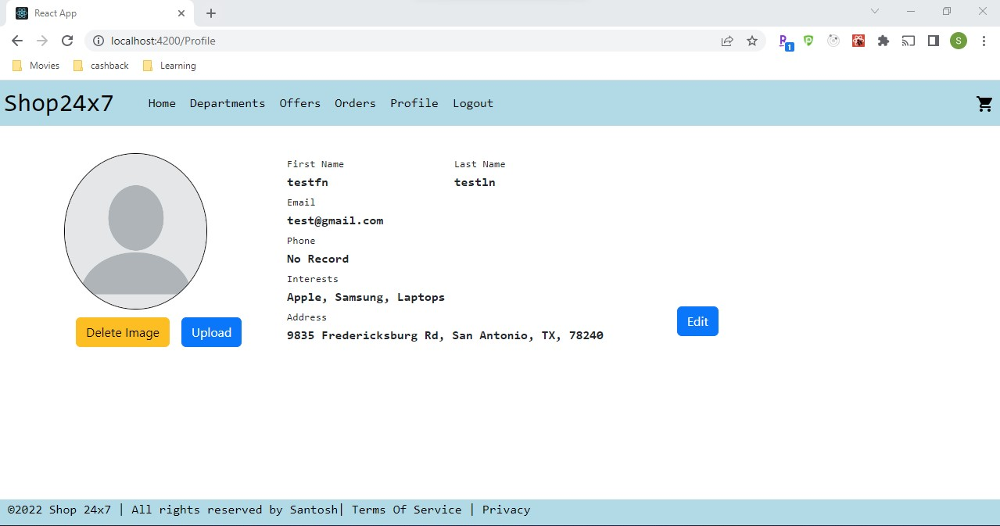 React App
localhost:4200/Profile
1
S
Movies cashback Learning
Shop24x7 Home Departments Offers Orders Profile Logout
First Name Last Name
testfn testln
Email
test@gmail.com
Phone
No Record
Interests
Apple, Samsung, Laptops
Address
9835 Fredericksburg Rd, San Antonio, TX, 78240
Delete Image Upload Edit
©2022 Shop 24x7 | All rights reserved by Santosh| Terms Of Service | Privacy